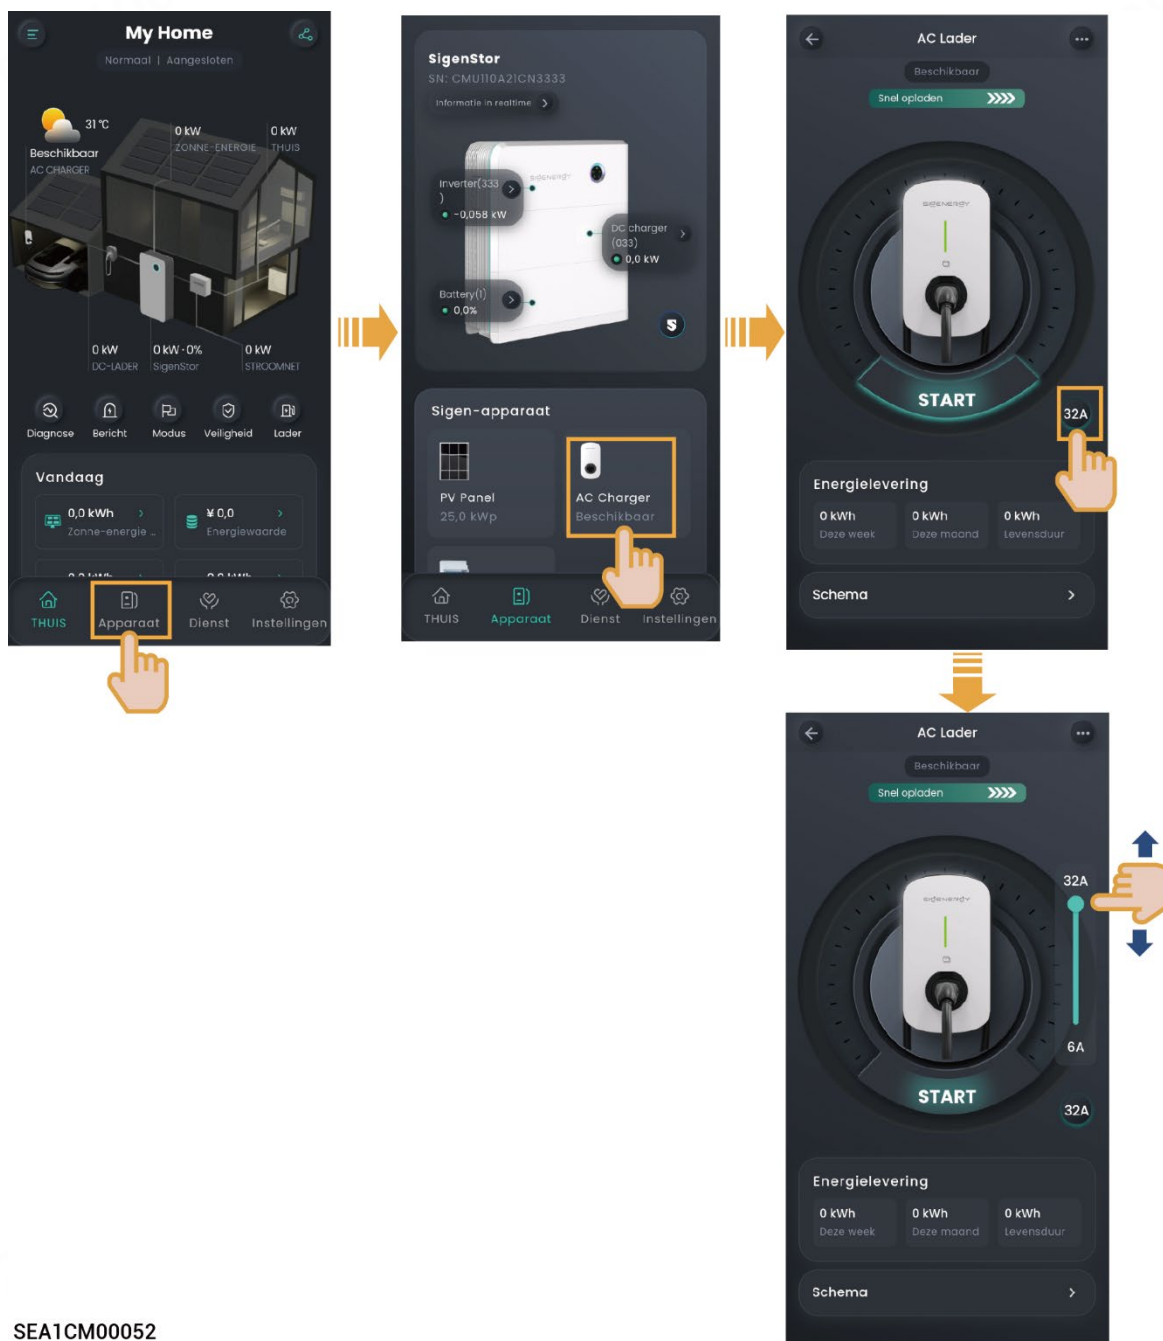 My Home
Normaal | Aangesloten
31°C
Beschikbaar
AC CHARGER
0 kW
ZONNE-ENERGIE
0 kW
THUIS
0 kW
DC-LADER
0 kW·0%
SigenStor
0 kW
STROOMNET
Diagnose
Bericht
Modus
Veiligheid
Lader
Vandaag
0,0 kWh
Zonne-energie ..
¥ 0,0
Energiewaarde
THUIS
Apparaat
Dienst
Instellingen
SigenStor
SN: CMU110A21CN3333
Informatie in realtime
SIGENERGY
Inverter(333
)
-0,058 kW
DC charger
(033)
0,0 kW
Battery(1)
0,0%
Sigen-apparaat
PV Panel
25,0 kWp
AC Charger
Beschikbaar
THUIS
Apparaat
Dienst
Instellingen
AC Lader
Beschikbaar
Snel opladen
SIGENERGY
START
32A
Energielevering
0 kWh
Deze week
0 kWh
Deze maand
0 kWh
Levensduur
Schema
AC Lader
Beschikbaar
Snel opladen
32A
SIGENERGY
6A
START
32A
Energielevering
0 kWh
Deze week
0 kWh
Deze maand
0 kWh
Levensduur
Schema
SEA1CM00052